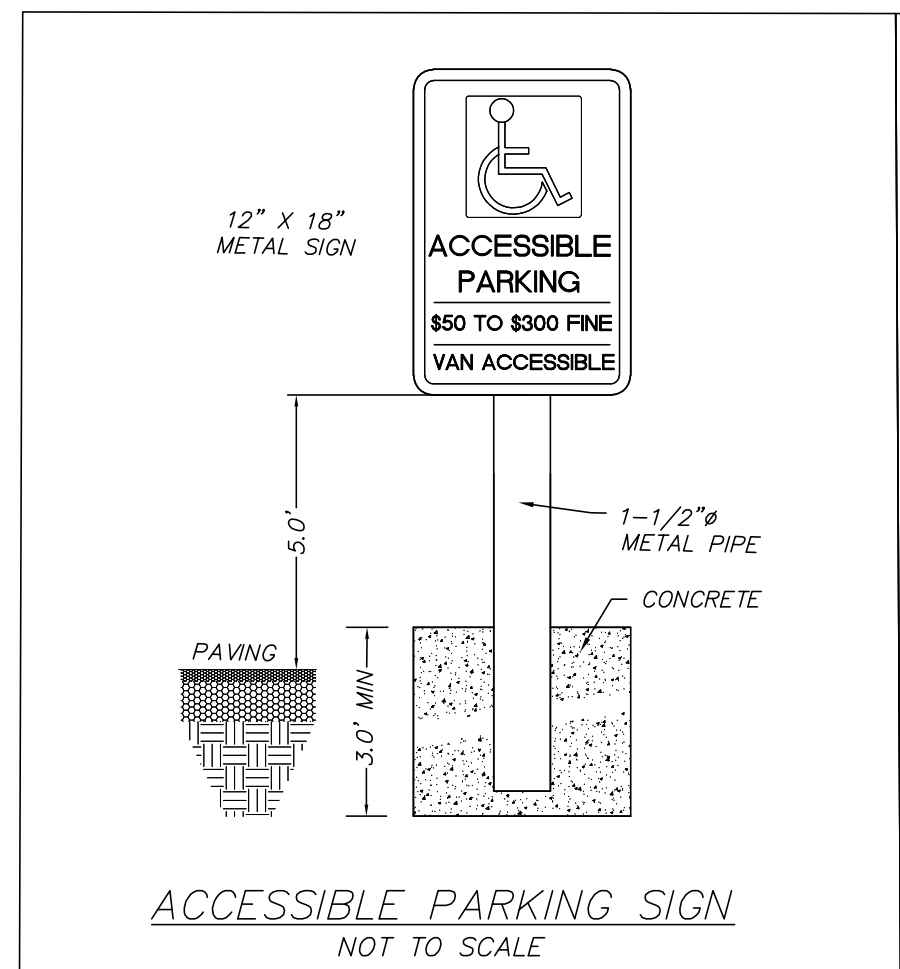 12" X 18"
METAL SIGN
ACCESSIBLE
PARKING
$50 TO $300 FINE
VAN ACCESSIBLE
5.0'
1-1/2"ø
METAL PIPE
CONCRETE
PAVING
3.0' MIN
ACCESSIBLE PARKING SIGN
NOT TO SCALE